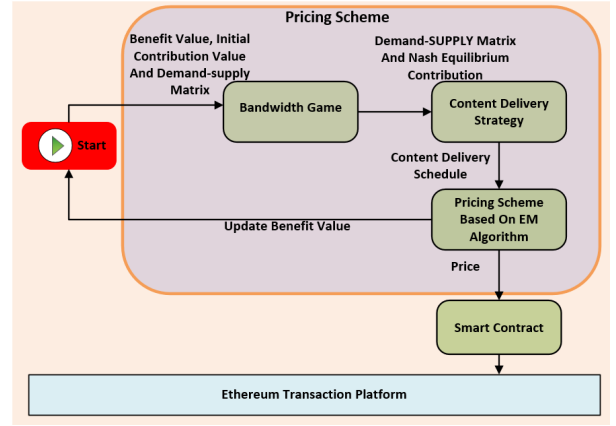 Pricing Scheme
Benefit Value, Initial
Contribution Value
And Demand-supply
Matrix
Demand-SUPPLY Matrix
And Nash Equilibrium
Contribution
Start
Bandwidth Game
Content Delivery
Strategy
Content Delivery
Schedule
Pricing Scheme
Based On EM
Algorithm
Update Benefit Value
Price
Smart Contract
Ethereum Transaction Platform